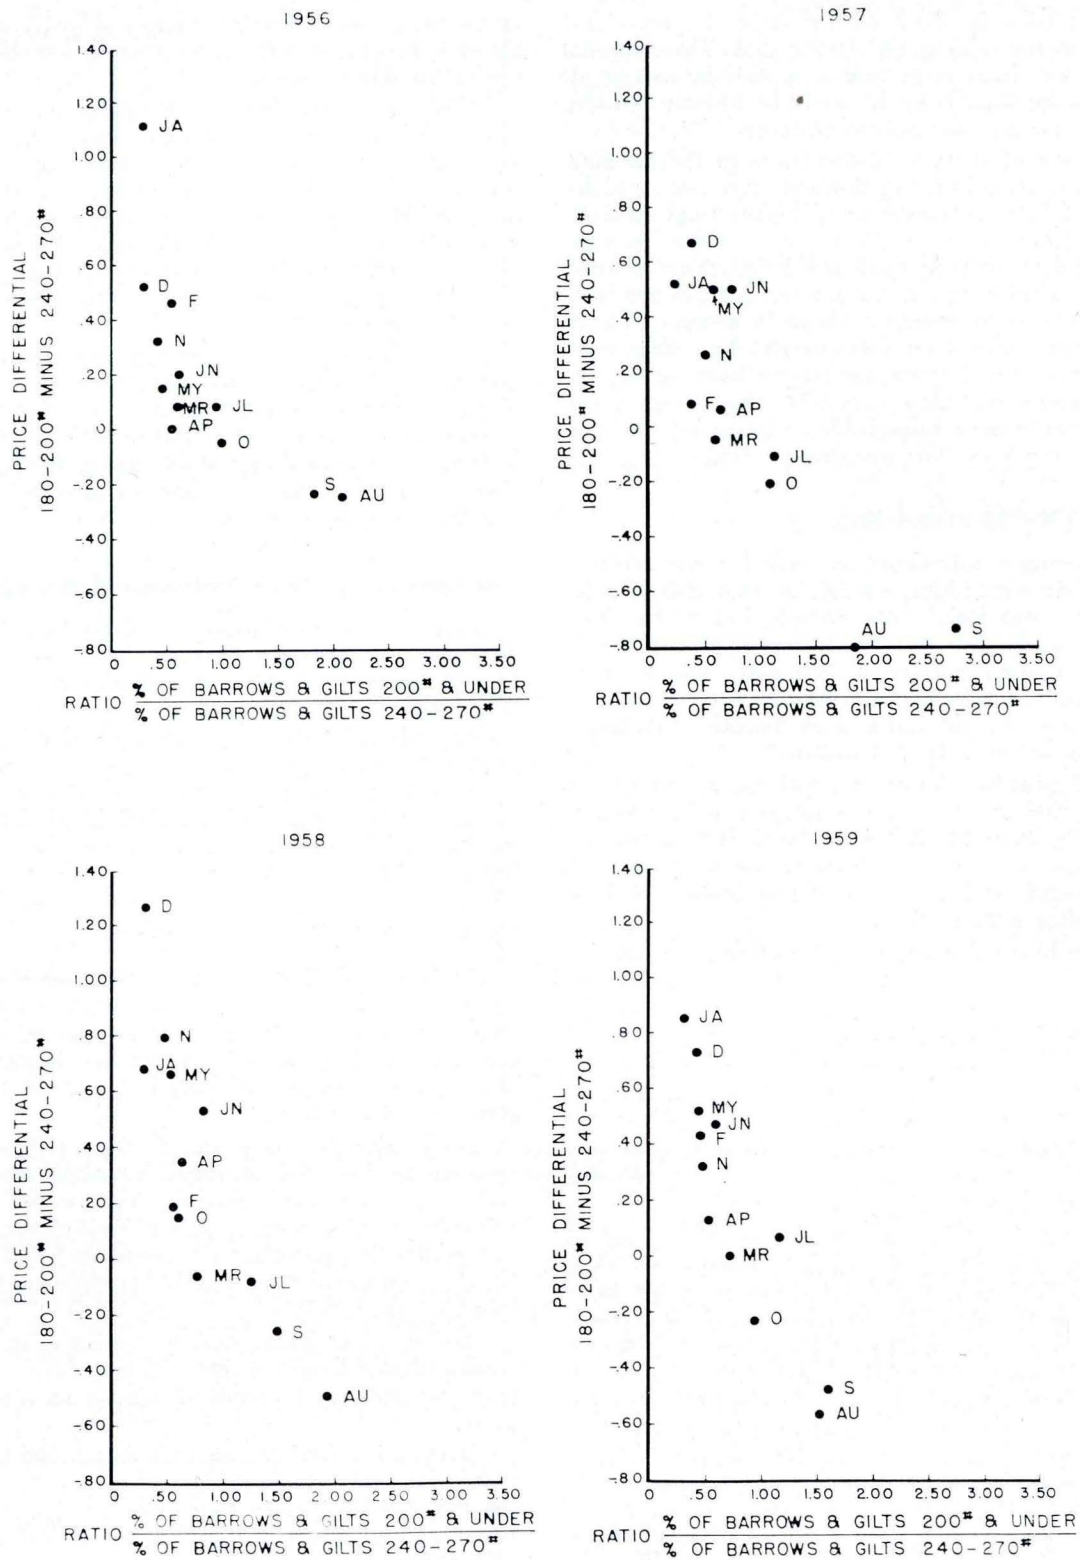 1956
1.40
1.20
1.00
.80
.60
.40
.20
0
-.20
-.40
-.60
-.80
PRICE DIFFERENTIAL
180-200# MINUS 240-270#
JA
D
F
N
JN
MY
MR
JL
AP
O
S
AU
0 .50 1.00 1.50 2.00 2.50 3.00 3.50
RATIO % OF BARROWS & GILTS 200# & UNDER
% OF BARROWS & GILTS 240-270#
1957
1.40
1.20
1.00
.80
.60
.40
.20
0
-.20
-.40
-.60
-.80
PRICE DIFFERENTIAL
180-200# MINUS 240-270#
D
JA
JN
MY
N
F
AP
MR
JL
O
AU
S
0 .50 1.00 1.50 2.00 2.50 3.00 3.50
RATIO % OF BARROWS & GILTS 200# & UNDER
% OF BARROWS & GILTS 240-270#
1958
1.40
1.20
1.00
.80
.60
.40
.20
0
-.20
-.40
-.60
-.80
PRICE DIFFERENTIAL
180-200# MINUS 240-270#
D
N
JA
MY
JN
AP
F
O
MR
JL
S
AU
0 .50 1.00 1.50 2.00 2.50 3.00 3.50
RATIO % OF BARROWS & GILTS 200# & UNDER
% OF BARROWS & GILTS 240-270#
1959
1.40
1.20
1.00
.80
.60
.40
.20
0
-.20
-.40
-.60
-.80
PRICE DIFFERENTIAL
180-200# MINUS 240-270#
JA
D
MY
JN
F
N
AP
JL
MR
O
S
AU
0 .50 1.00 1.50 2.00 2.50 3.00 3.50
RATIO % OF BARROWS & GILTS 200# & UNDER
% OF BARROWS & GILTS 240-270#